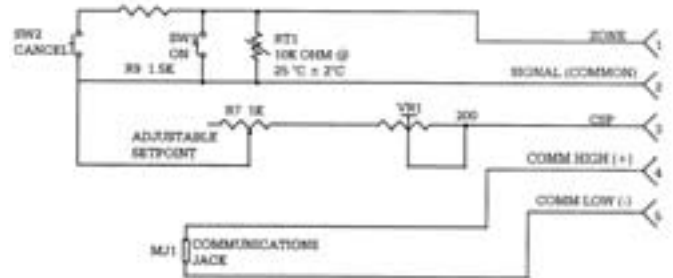 SW2
CANCEL
SW1
ON
R9 1.5K
RT1
10K OHM @
25 °C ± 2°C
ZONE
1
SIGNAL (COMMON)
2
R7 5K
VR1
200
CSP
3
ADJUSTABLE
SETPOINT
COMM HIGH (+)
4
COMM LOW (-)
5
MJ1
COMMUNICATIONS
JACK